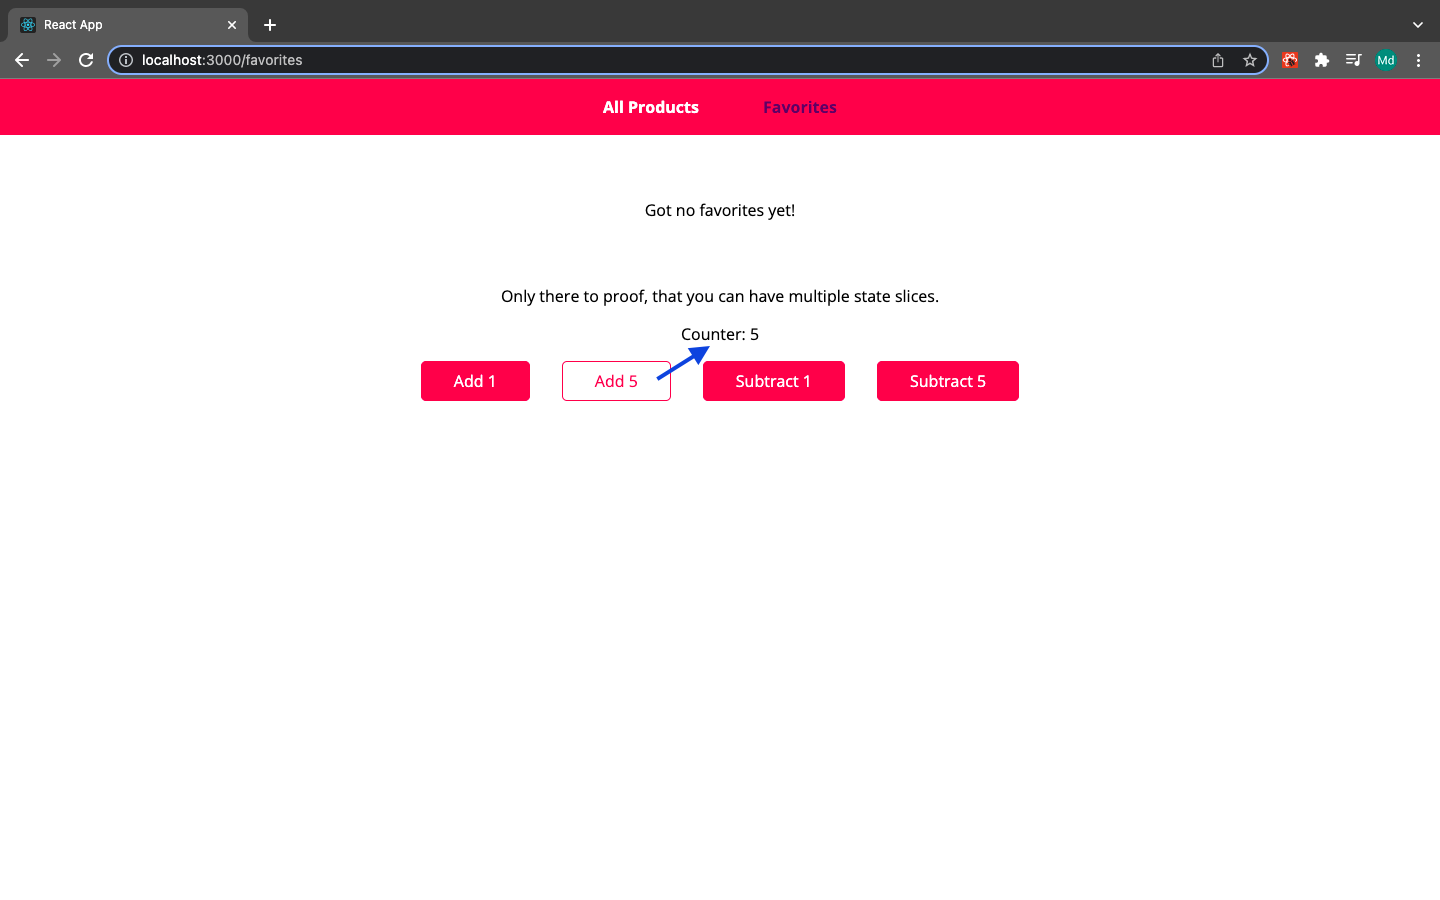 React App
localhost:3000/favorites
Md
All Products Favorites
Got no favorites yet!
Only there to proof, that you can have multiple state slices.
Counter: 5
Add 1 Add 5 Subtract 1 Subtract 5